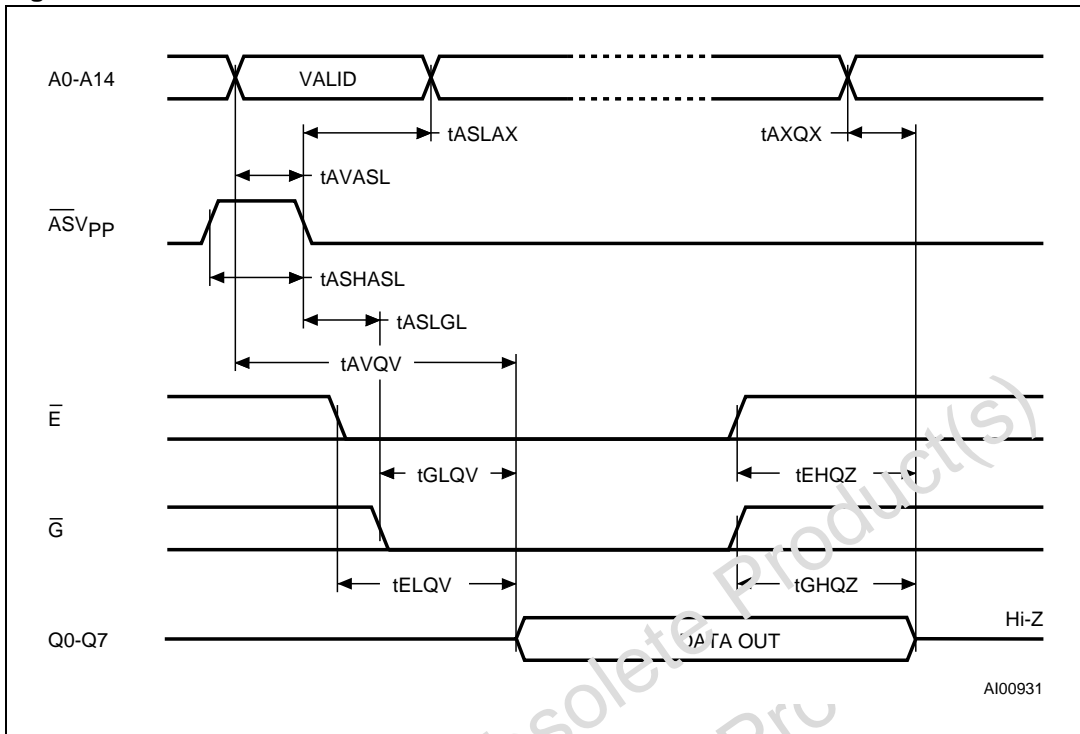 A0-A14
VALID
tASLAX
tAXQX
tAVASL
ASVPP
tASHASL
tASLGL
tAVQV
E
tGLQV
tEHQZ
G
tELQV
tGHQZ
Hi-Z
Q0-Q7
DATA OUT
AI00931
Obsolete Product(s)